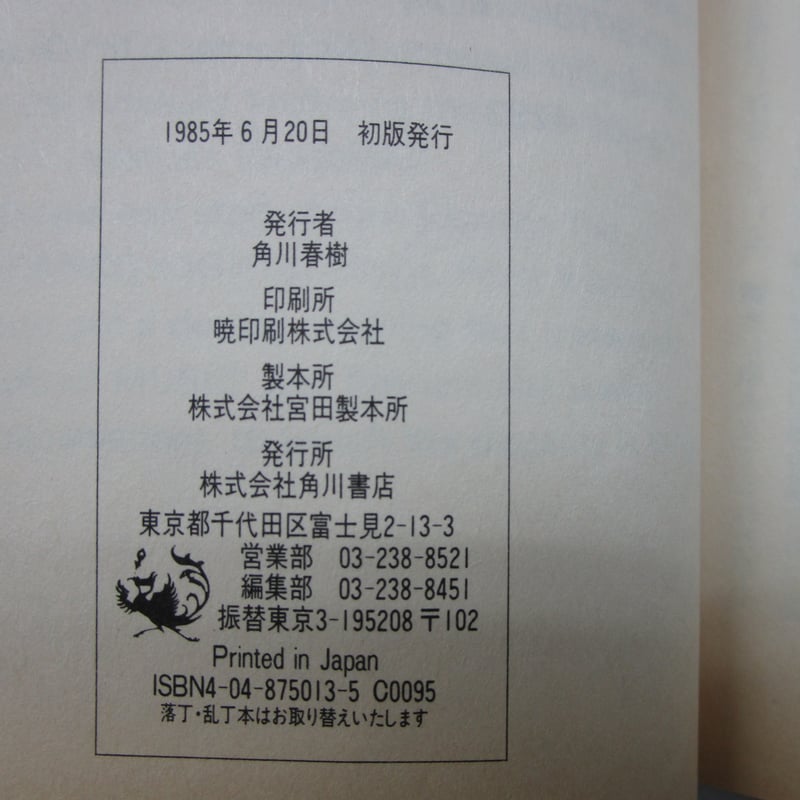 1985年6月20日　初版発行
発行者
角川春樹
印刷所
暁印刷株式会社
製本所
株式会社宮田製本所
発行所
株式会社角川書店
東京都千代田区富士見2-13-3
営業部　03-238-8521
編集部　03-238-8451
振替東京3-195208 〒102
Printed in Japan
ISBN4-04-875013-5 C0095
落丁・乱丁本はお取り替えいたします